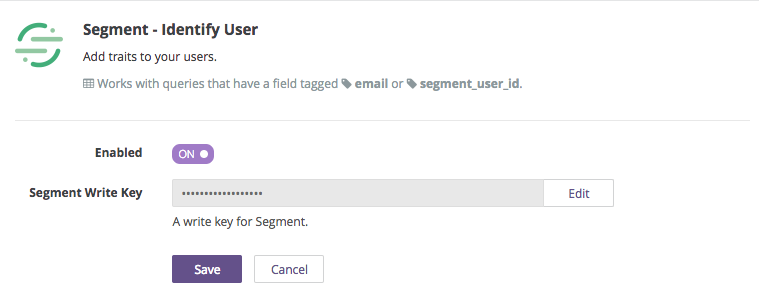 Segment - Identify User
Add traits to your users.
Works with queries that have a field tagged email or segment_user_id.
Enabled
ON
Segment Write Key
•••••••••••••••••
Edit
A write key for Segment.
Save
Cancel